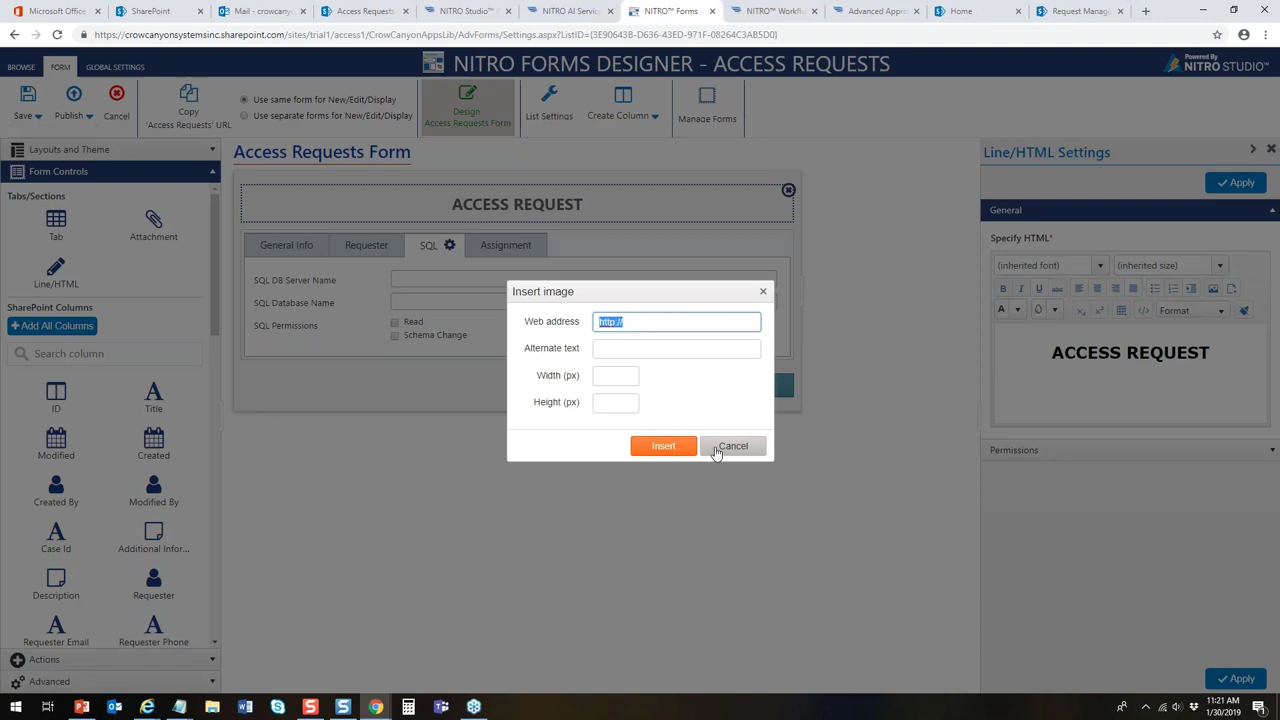 Microsoft Office
SharePoint
Mail - crowcany
Access Requests
NITRO Studio™
NITRO AI Service
NITRO™ Forms
NITRO™ Workflo
Advanced Appro
Home
Request Manag
https://crowcanyonsystemsinc.sharepoint.com/sites/trial1/access1/CrowCanyonAppsLib/AdvForms/Settings.aspx?ListID={3E90643B-D636-43ED-971F-08264C3AB5D0}
BROWSE
FORM
GLOBAL SETTINGS
NITRO FORMS DESIGNER - ACCESS REQUESTS
Powered By
NITRO STUDIO™
Save
Publish
Cancel
Copy
'Access Requests' URL
Use same form for New/Edit/Display
Use separate forms for New/Edit/Display
Design
Access Requests Form
List Settings
Create Column
Manage Forms
Layouts and Theme
Form Controls
Tabs/Sections
Tab
Attachment
Line/HTML
SharePoint Columns
+Add All Columns
Search column
ID
Title
Modified
Created
Created By
Modified By
Case Id
Additional Infor...
Description
Requester
Requester Email
Requester Phone
Actions
Advanced
Access Requests Form
ACCESS REQUEST
General Info
Requester
SQL
Assignment
SQL DB Server Name
SQL Database Name
SQL Permissions
Read
Schema Change
Insert image
Web address
http://
Alternate text
Width (px)
Height (px)
Insert
Cancel
Line/HTML Settings
Apply
General
Specify HTML*
(inherited font)
(inherited size)
B
I
U
abc
A
Format
ACCESS REQUEST
Permissions
Apply
11:21 AM
1/30/2019